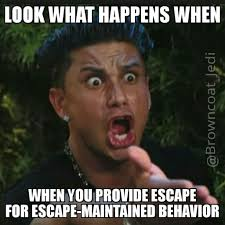 LOOK WHAT HAPPENS WHEN
@Browncoat_Jedi
WHEN YOU PROVIDE ESCAPE
FOR ESCAPE-MAINTAINED BEHAVIOR